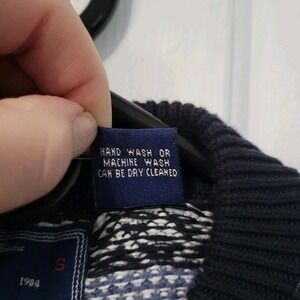 HAND WASH OR
MACHINE WASH
CAN BE DRY CLEANED
S
1984